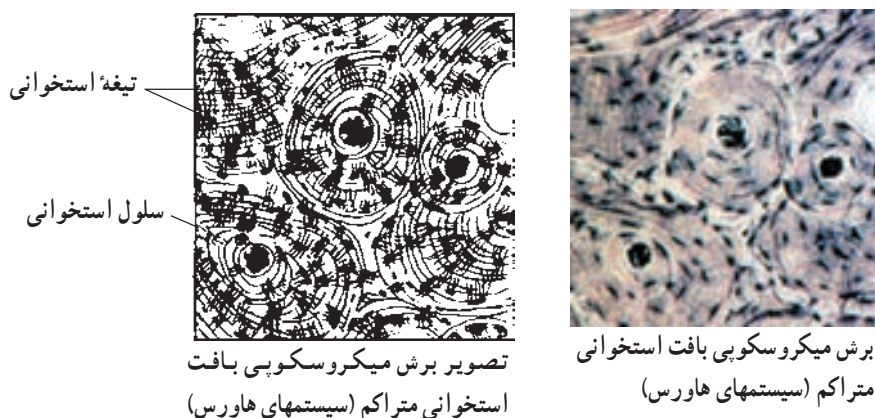 تیغهٔ استخوانی
سلول استخوانی
برش میکروسکوپی بافت استخوانی
متراکم (سیستمهای هاورس)
تصویر برش میکروسکوپی بافت
استخوانی متراکم (سیستمهای هاورس)